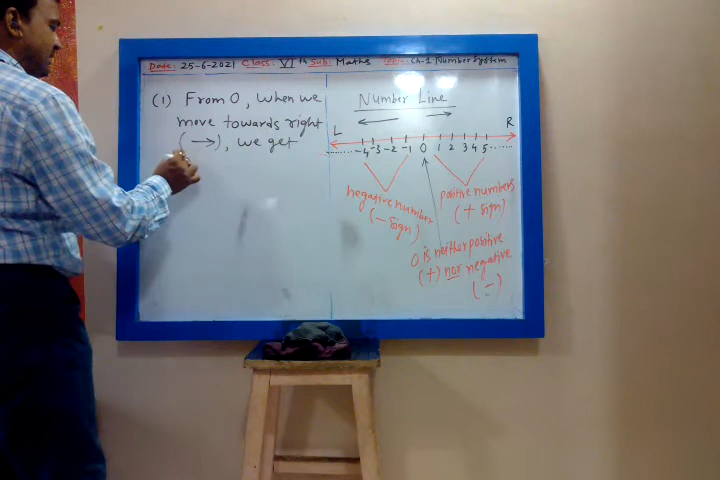 Date: 25-6-2021 Class: VI th Sub: Maths Ch-1 Number System
(1) From 0, when we
move towards right
(→), we get
Number Line
← →
L R
....... -4 -3 -2 -1 0 1 2 3 4 5 ......
negative number
(- sign)
positive numbers
(+ sign)
0 is neither positive
(+) nor negative
(-)